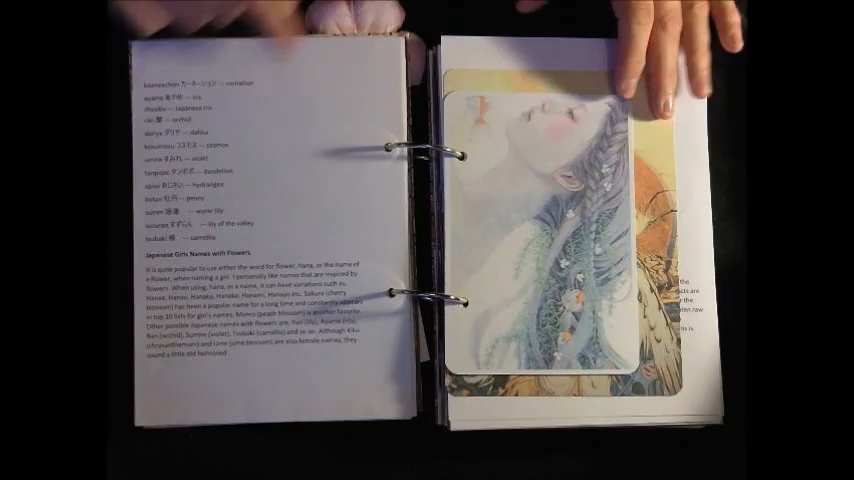 kaaneeshon カーネーション --- carnation
ayame あやめ --- iris
shoubu --- Japanese iris
ran 蘭 --- orchid
dariya ダリヤ --- dahlia
kosumosu コスモス --- cosmos
sumire すみれ --- violet
tanpopo タンポポ --- dandelion
ajisai あじさい --- hydrangea
botan 牡丹 --- peony
suiren 睡蓮 --- water lily
suzuran すずらん --- lily of the valley
tsubaki 椿 --- camellia
Japanese Girls Names with Flowers
It is quite popular to use either the word for flower, hana, or the name of
a flower, when naming a girl. I personally like names that are inspired by
flowers. When using, hana, as a name, it can have variations such as,
Hanae, Hanao, Hanaka, Hanako, Hanami, Hanayo etc. Sakura (cherry
blossom) has been a popular name for a long time and constantly appears
in top 10 lists for girl's names. Momo (peach blossom) is another favorite.
Other possible Japanese names with flowers are, Yuri (lily), Ayame (iris),
Ran (orchid), Sumire (violet), Tsubaki (camellia) and so on. Although Kiku
(chrysanthemum) and Ume (ume blossom) are also female names, they
sound a little old fashioned.
the
are
the
raw
is.